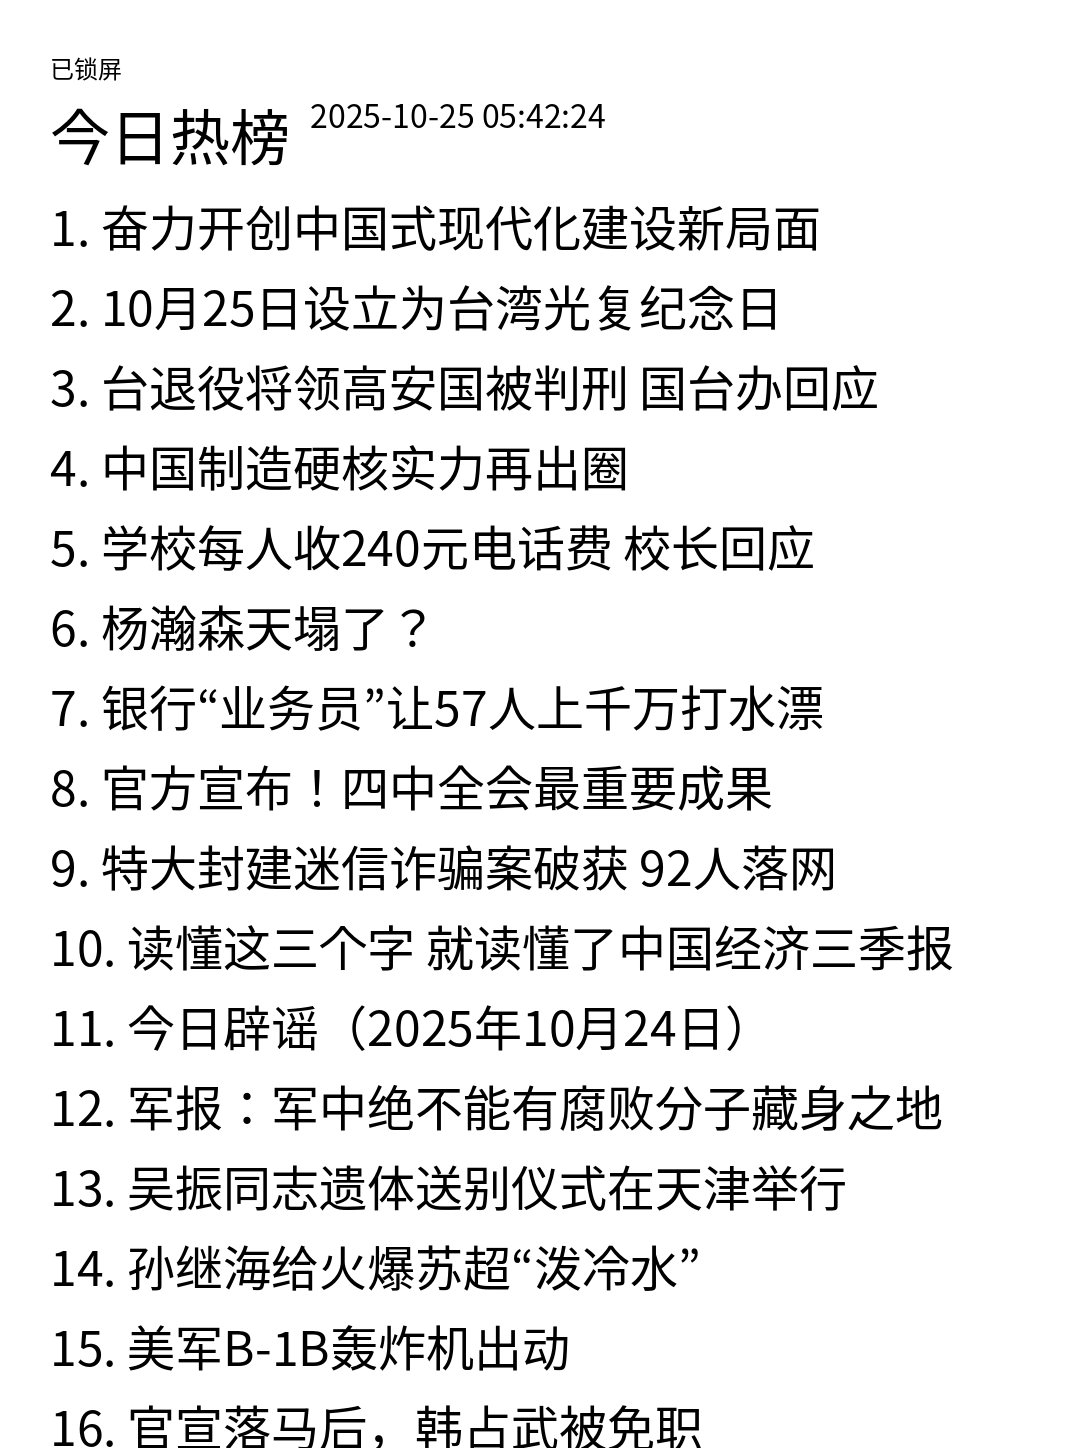 已锁屏
今日热榜 2025-10-25 05:42:24
1. 奋力开创中国式现代化建设新局面
2. 10月25日设立为台湾光复纪念日
3. 台退役将领高安国被判刑 国台办回应
4. 中国制造硬核实力再出圈
5. 学校每人收240元电话费 校长回应
6. 杨瀚森天塌了？
7. 银行“业务员”让57人上千万打水漂
8. 官方宣布！四中全会最重要成果
9. 特大封建迷信诈骗案破获 92人落网
10. 读懂这三个字 就读懂了中国经济三季报
11. 今日辟谣（2025年10月24日）
12. 军报：军中绝不能有腐败分子藏身之地
13. 吴振同志遗体送别仪式在天津举行
14. 孙继海给火爆苏超“泼冷水”
15. 美军B-1B轰炸机出动
16. 官宣落马后，韩占武被免职